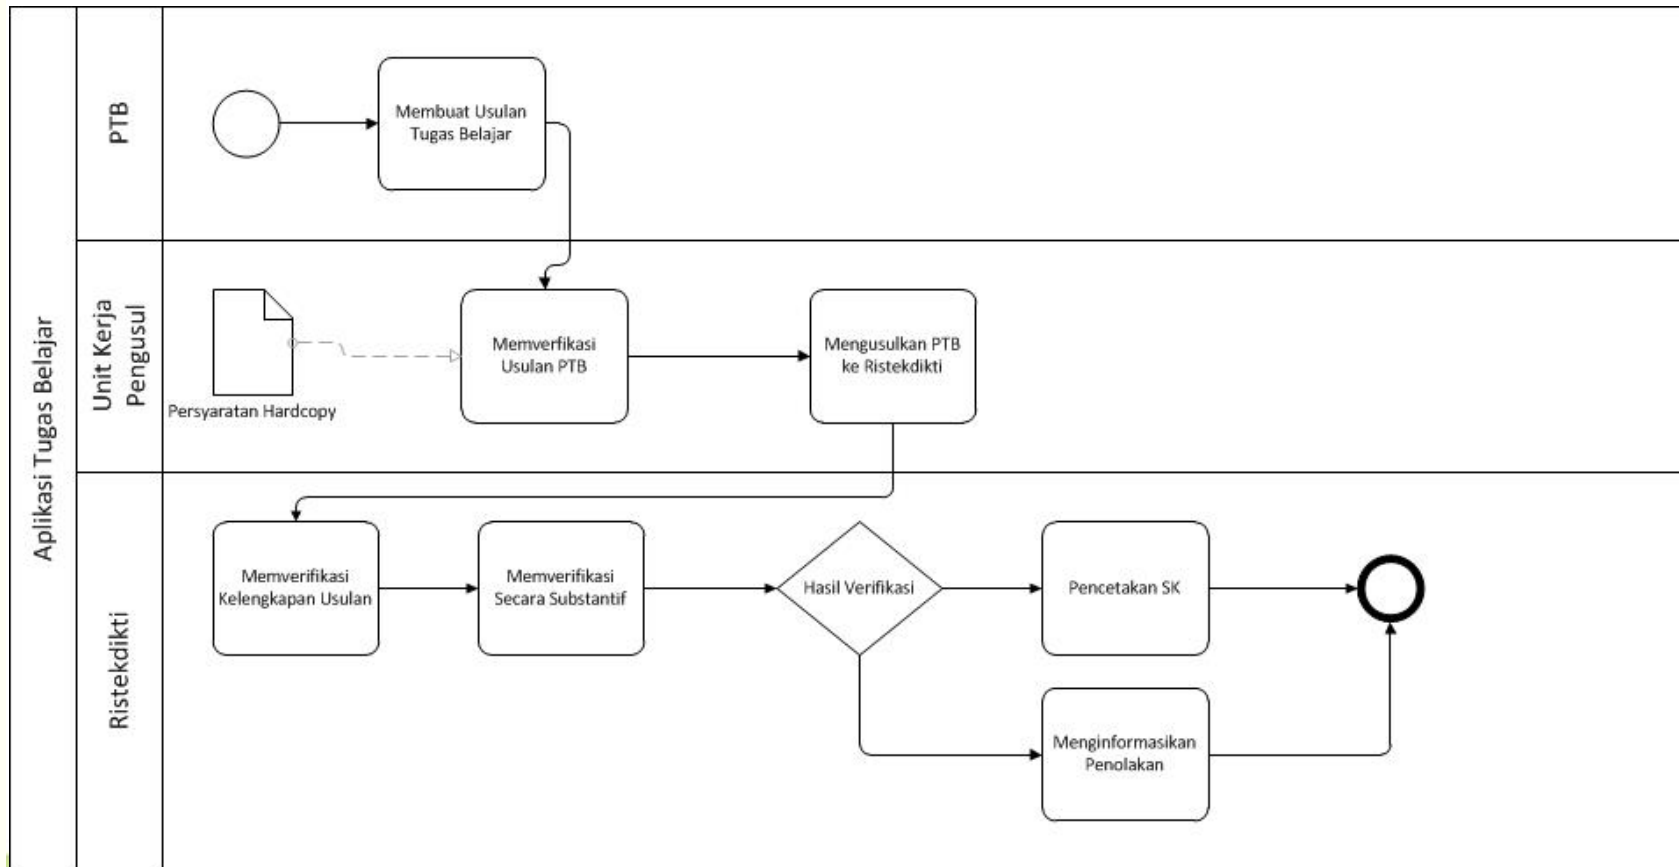 Aplikasi Tugas Belajar
PTB
Membuat Usulan
Tugas Belajar
Unit Kerja
Pengusul
Persyaratan Hardcopy
Memverfikasi
Usulan PTB
Mengusulkan PTB
ke Ristekdikti
Ristekdikti
Memverifikasi
Kelengkapan Usulan
Memverifikasi
Secara Substantif
Hasil Verifikasi
Pencetakan SK
Menginformasikan
Penolakan